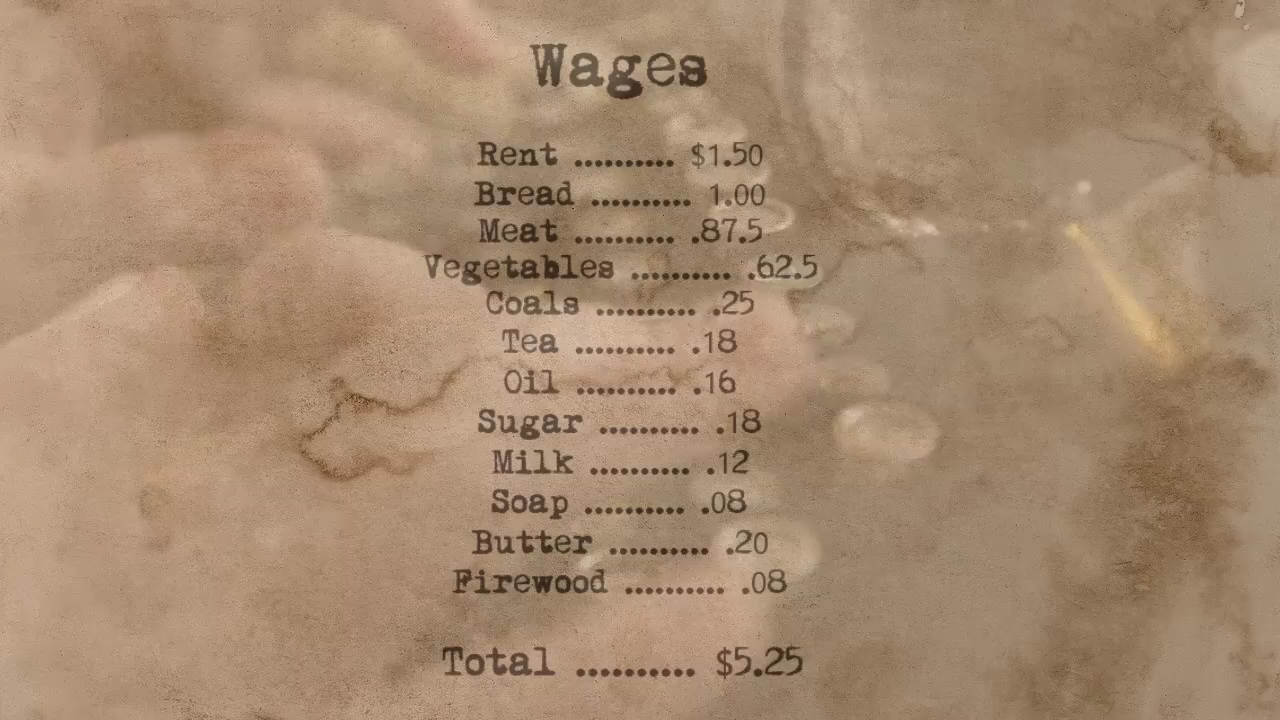 Wages
Rent .......... $1.50
Bread .......... 1.00
Meat .......... .87.5
Vegetables .......... .62.5
Coals .......... .25
Tea .......... .18
Oil .......... .16
Sugar .......... .18
Milk .......... .12
Soap .......... .08
Butter .......... .20
Firewood .......... .08
Total .......... $5.25